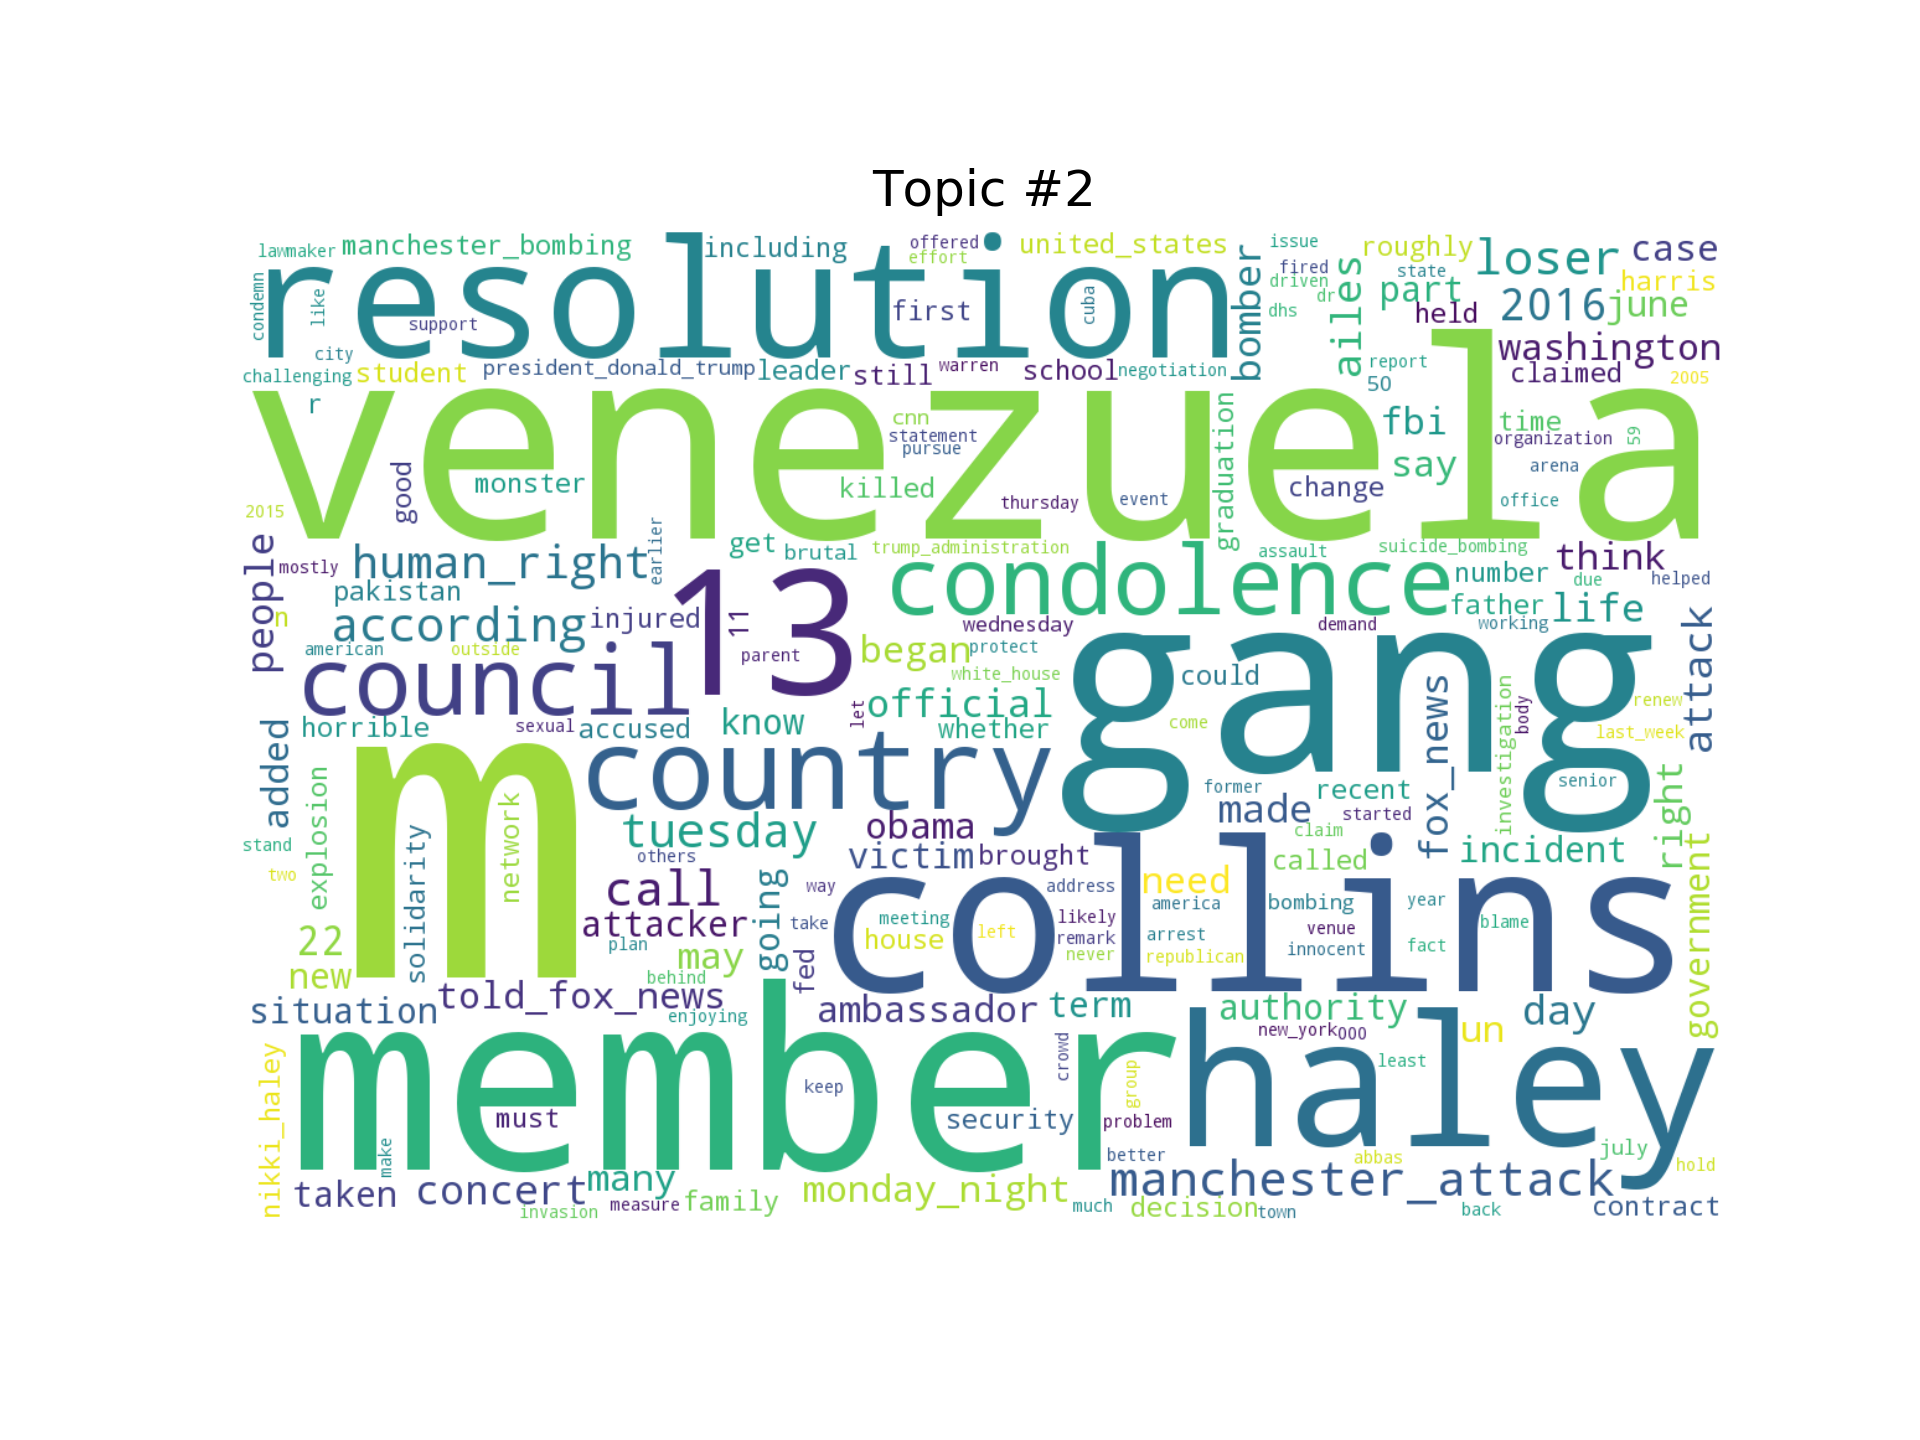 Topic #2
lawmaker
manchester_bombing
including
offered
effort
united_states
issue
roughly
loser
case
condemn
like
resolution
first
cuba
bomber
fired
driven
dr
dhs
ailes
state
part
harris
held
2016
june
support
city
challenging
student
president_donald_trump
leader
still
warren
school
negotiation
report
50
washington
claimed
2005
r
venezuela
cnn
statement
pursue
graduation
fbi
time
organization
59
good
monster
killed
thursday
event
change
say
arena
office
2015
people
mostly
human_right
earlier
get
brutal
trump_administration
assault
suicide_bombing
think
pakistan
13
condolence
number
due
helped
n
according
injured
11
wednesday
demand
father
working
life
american
outside
parent
began
protect
gang
attack
council
white_house
could
fox_news
investigation
body
renew
horrible
sexual
accused
know
let
official
whether
come
last_week
added
m
country
former
recent
senior
right
explosion
network
tuesday
obama
made
started
claim
solidarity
others
victim
brought
called
incident
government
stand
two
call
going
way
collins
address
need
america
bombing
year
blame
attacker
take
meeting
house
left
likely
remark
never
arrest
republican
venue
innocent
fact
22
plan
may
fed
new
behind
situation
told_fox_news
enjoying
ambassador
term
authority
new_york
000
un
day
nikki_haley
member
keep
crowd
group
haley
least
must
security
problem
make
better
abbas
july
hold
taken
concert
many
monday_night
manchester_attack
invasion
measure
family
much
decision
town
back
contract